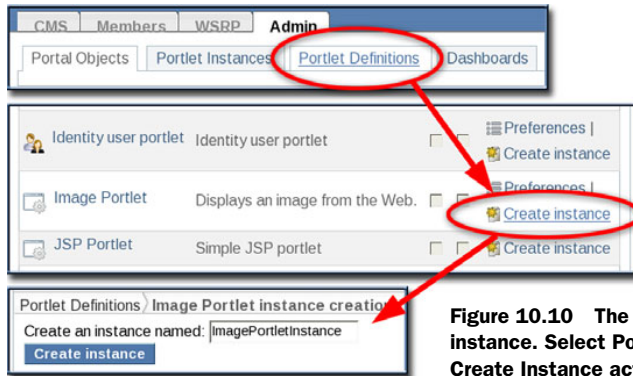 CMS Members WSRP Admin
Portal Objects Portlet Instances Portlet Definitions Dashboards
Identity user portlet Identity user portlet Preferences |
Create instance
Image Portlet Displays an image from the Web. Preferences |
Create instance
JSP Portlet Simple JSP portlet Create instance
Portlet Definitions Image Portlet instance creation
Create an instance named: ImagePortletInstance
Create instance
Figure 10.10 The
instance. Select
Create Instance